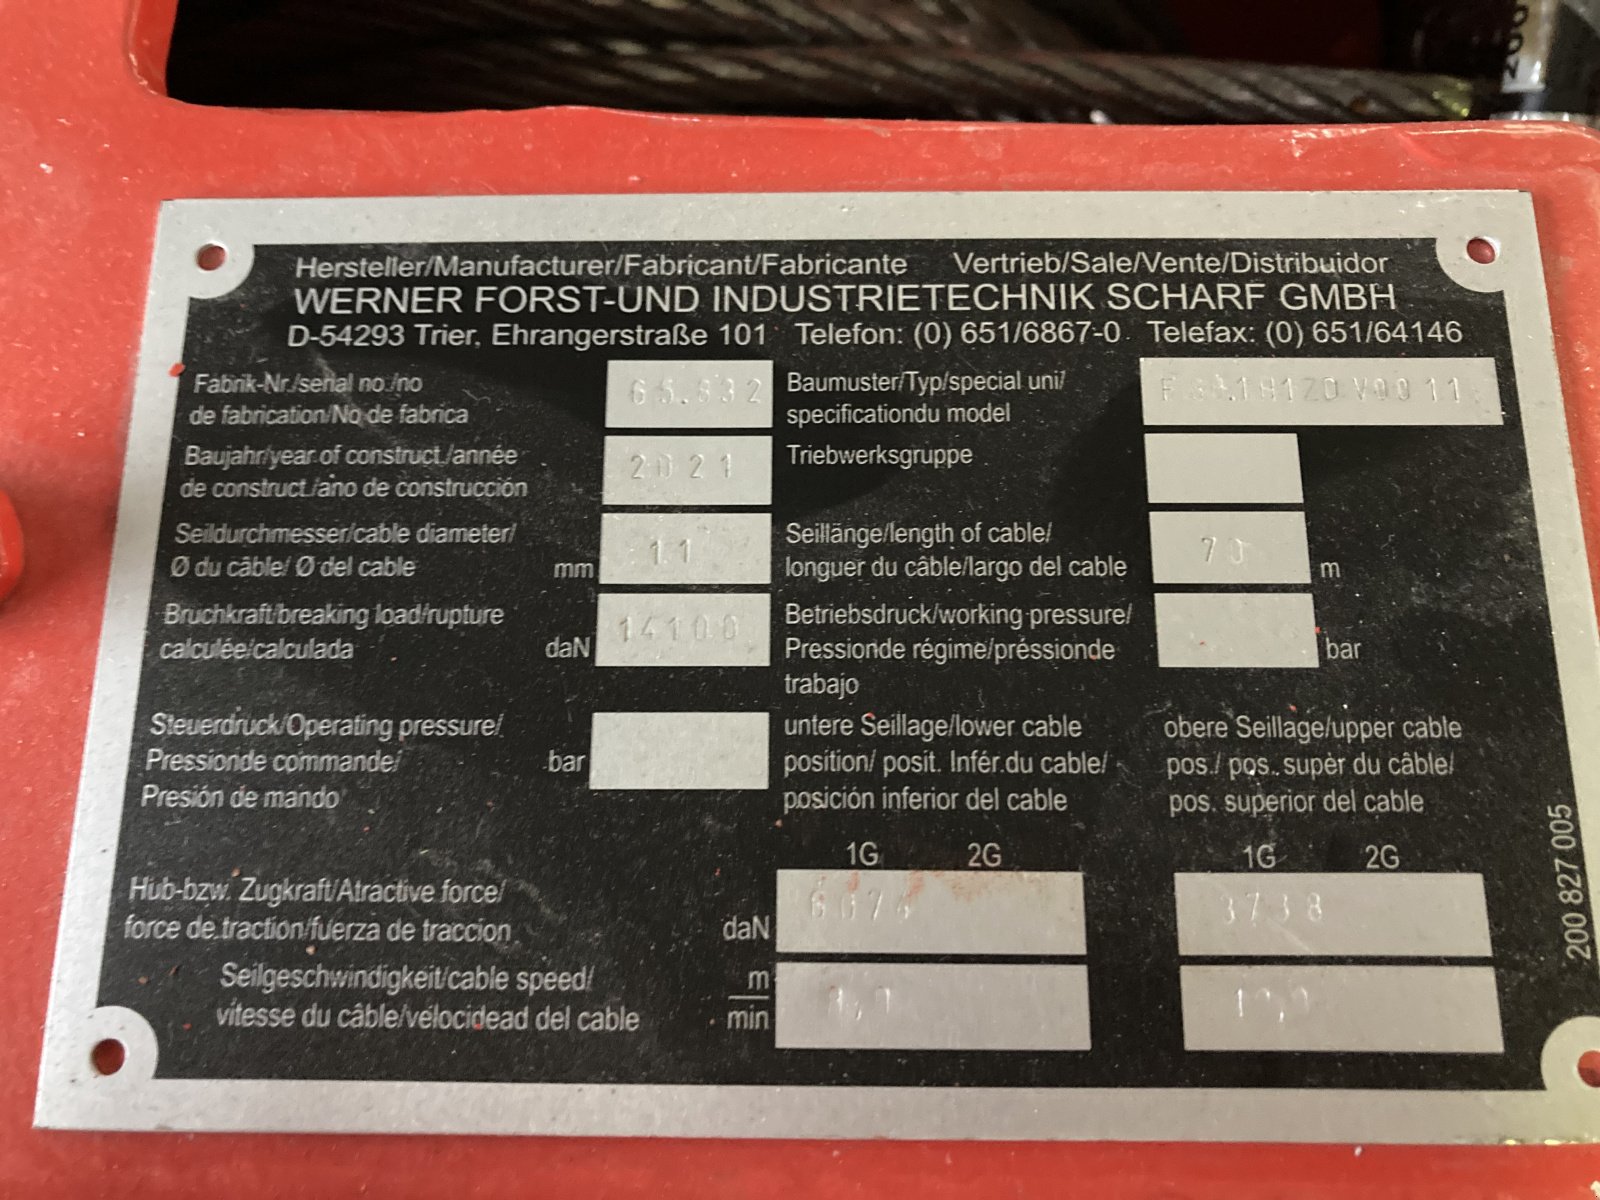 Hersteller/Manufacturer/Fabricant/Fabricante Vertrieb/Sale/Vente/Distribuidor
WERNER FORST-UND INDUSTRIETECHNIK SCHARF GMBH
D-54293 Trier, Ehrangerstraße 101 Telefon: (0) 651/6867-0 Telefax: (0) 651/64146
Fabrik-Nr./serial no./no
de fabrication/No de fabrica
65.832
Baumuster/Typ/special uni/
specificationdu model
Baujahr/year of construct./année
de construct./ano de construcción
2021
Triebwerksgruppe
Seildurchmesser/cable diameter/
Ø du câble/ Ø del cable mm
11
Seillänge/length of cable/
longuer du câble/largo del cable
70 m
Bruchkraft/breaking load/rupture
calculée/calculada daN
14100
Betriebsdruck/working pressure/
Pressionde régime/préssionde bar
trabajo
Steuerdruck/Operating pressure/
Pressionde commande/ bar
Presión de mando
untere Seillage/lower cable
position/ posit. Infér.du cable/
posición inferior del cable
obere Seillage/upper cable
pos./ pos. supér du câble/
pos. superior del cable
1G 2G 1G 2G
Hub-bzw. Zugkraft/Atractive force/
force de traction/fuerza de traccion daN
3738
Seilgeschwindigkeit/cable speed/ m
vitesse du câble/velocidead del cable min
200 827 005